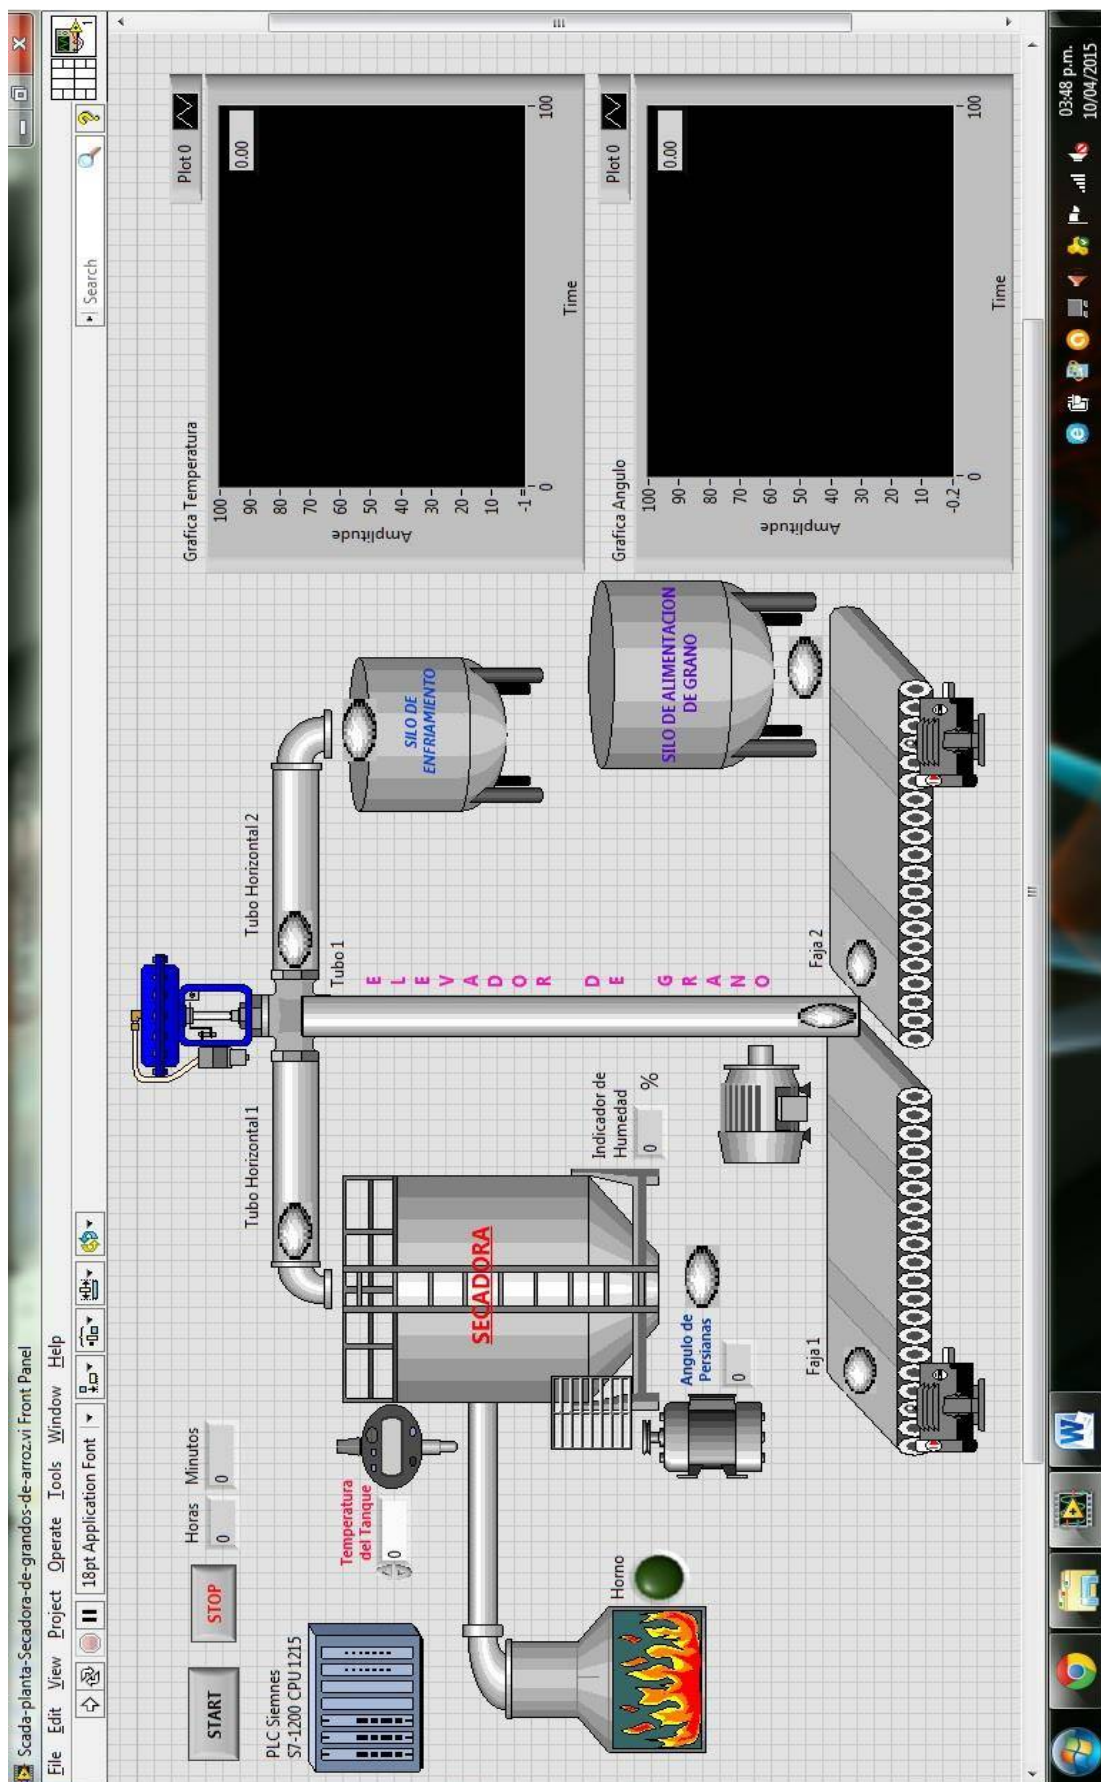 Scada-planta-Secadora-de-grandos-de-arroz.vi Front Panel
File Edit View Project Operate Tools Window Help
18pt Application Font
Search
1
START
STOP
Horas
0
Minutos
0
PLC Siemnes
S7-1200 CPU 1215
Temperatura
del Tanque
0
Horno
SECADORA
Angulo de
Persianas
0
Indicador de
Humedad
0
%
Tubo Horizontal 1
Tubo Horizontal 2
Tubo 1
E
L
E
V
A
D
O
R
D
E
G
R
A
N
O
SILO DE
ENFRIAMIENTO
SILO DE ALIMENTACION
DE GRANO
Faja 1
Faja 2
Grafica Temperatura
Plot 0
0.00
Amplitude
100
90
80
70
60
50
40
30
20
10
-1
0
100
Time
Grafica Angulo
Plot 0
0.00
Amplitude
100
90
80
70
60
50
40
30
20
10
-0.2
0
100
Time
03:48 p.m.
10/04/2015